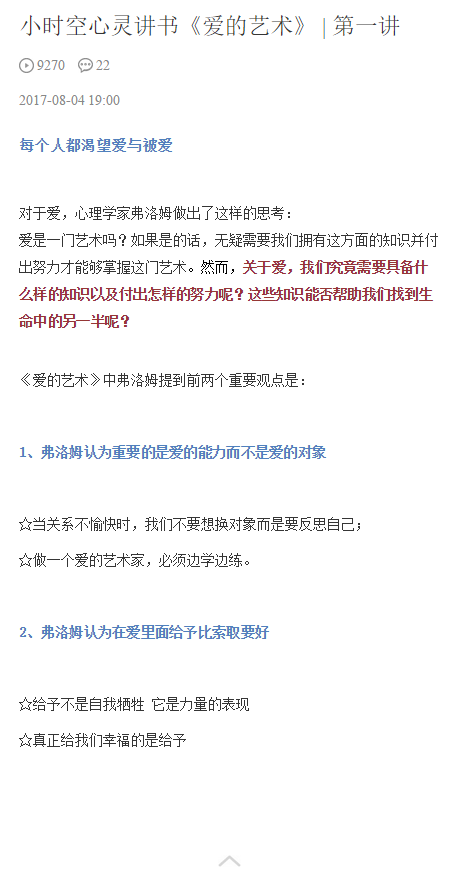 小时空心灵讲书《爱的艺术》 | 第一讲
9270 22
2017-08-04 19:00
每个人都渴望爱与被爱
对于爱，心理学家弗洛姆做出了这样的思考：
爱是一门艺术吗？如果是的话，无疑需要我们拥有这方面的知识并付
出努力才能够掌握这门艺术。然而，关于爱，我们究竟需要具备什
么样的知识以及付出怎样的努力呢？这些知识能否帮助我们找到生
命中的另一半呢？
《爱的艺术》中弗洛姆提到前两个重要观点是：
1、弗洛姆认为重要的是爱的能力而不是爱的对象
☆当关系不愉快时，我们不要想换对象而是要反思自己；
☆做一个爱的艺术家，必须边学边练。
2、弗洛姆认为在爱里面给予比索取要好
☆给予不是自我牺牲 它是力量的表现
☆真正给我们幸福的是给予